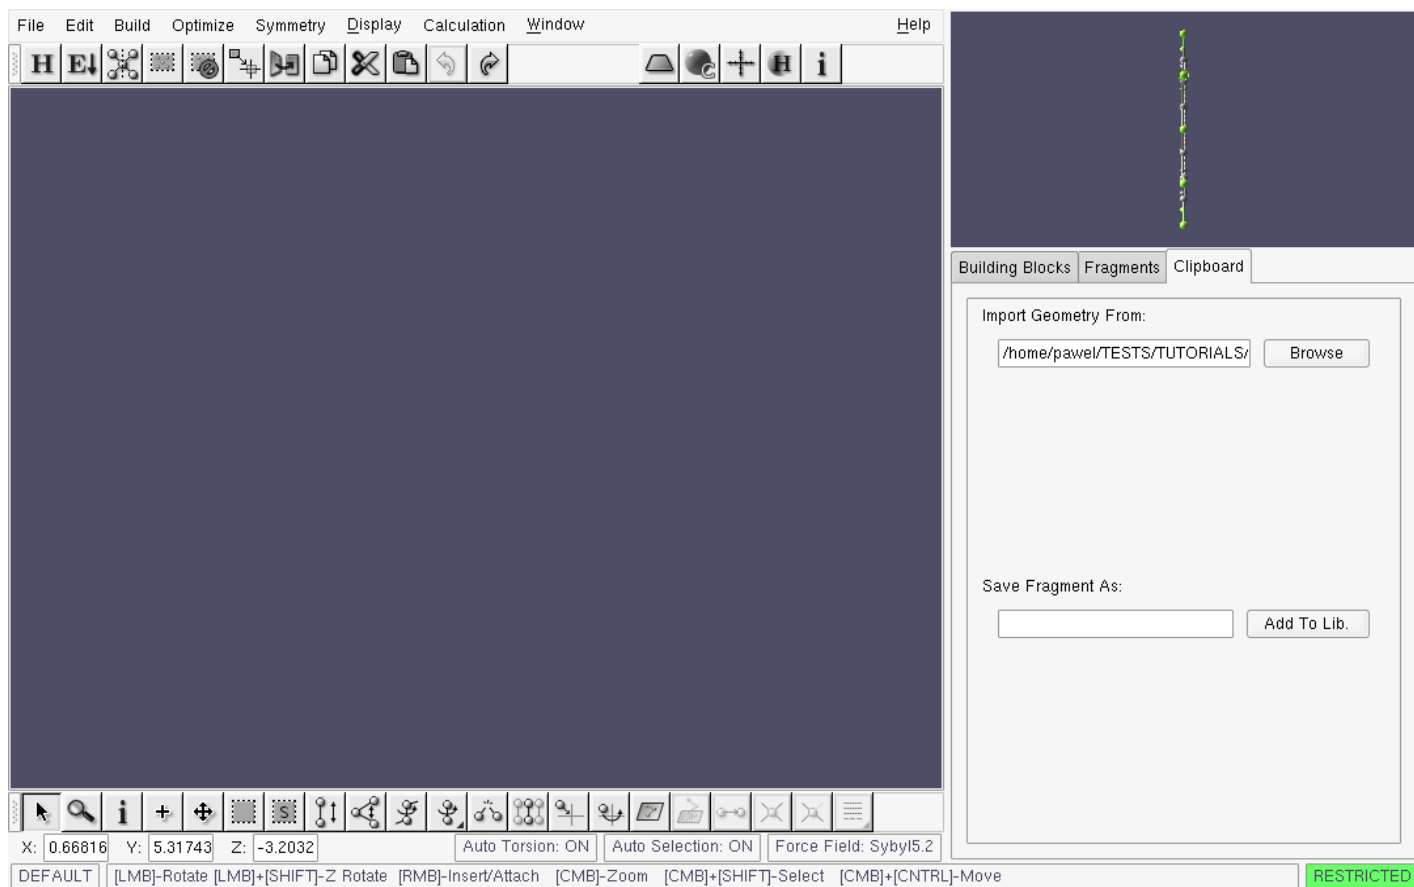 File Edit Build Optimize Symmetry Display Calculation Window Help
H E C H i
Building Blocks Fragments Clipboard
Import Geometry From:
/home/pawel/TESTS/TUTORIALS/ Browse
Save Fragment As:
Add To Lib.
i S
X: 0.66816 Y: 5.31743 Z: -3.2032 Auto Torsion: ON Auto Selection: ON Force Field: Sybyl5.2
DEFAULT [LMB]-Rotate [LMB]+[SHIFT]-Z Rotate [RMB]-Insert/Attach [CMB]-Zoom [CMB]+[SHIFT]-Select [CMB]+[CNTRL]-Move RESTRICTED